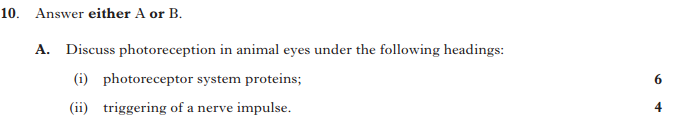 10. Answer either A or B.
A. Discuss photoreception in animal eyes under the following headings:
(i) photoreceptor system proteins; 6
(ii) triggering of a nerve impulse. 4